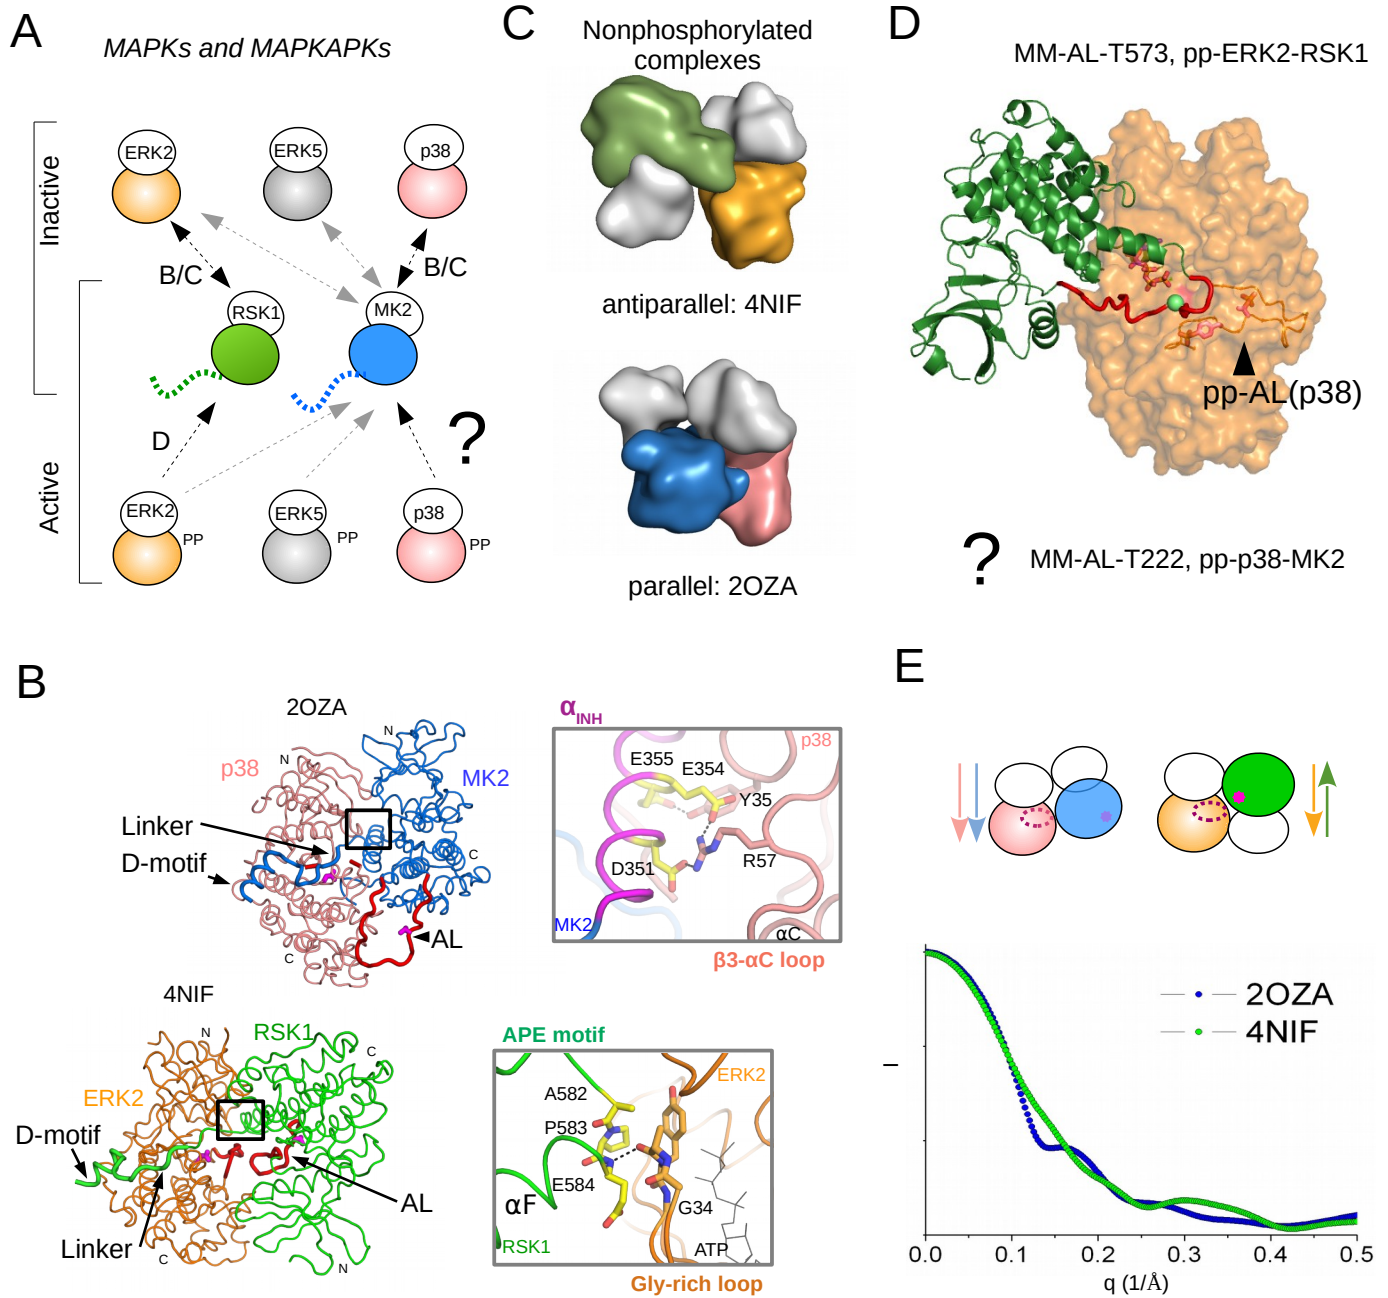 A
MAPKs and MAPKAPKs
Inactive
Active
ERK2
ERK5
p38
B/C
B/C
RSK1
MK2
D
?
ERK2
PP
ERK5
PP
p38
PP
B
2OZA
N
N
p38
MK2
Linker
D-motif
C
C
AL
αINH
p38
E355
E354
Y35
D351
R57
MK2
αC
β3-αC loop
4NIF
N
RSK1
C
ERK2
D-motif
AL
Linker
C
N
APE motif
ERK2
A582
P583
E584
αF
G34
RSK1
ATP
Gly-rich loop
C
Nonphosphorylated
complexes
antiparallel: 4NIF
parallel: 2OZA
D
MM-AL-T573, pp-ERK2-RSK1
pp-AL(p38)
? MM-AL-T222, pp-p38-MK2
E
2OZA
4NIF
I
0.0 0.1 0.2 0.3 0.4 0.5
q (1/Å)